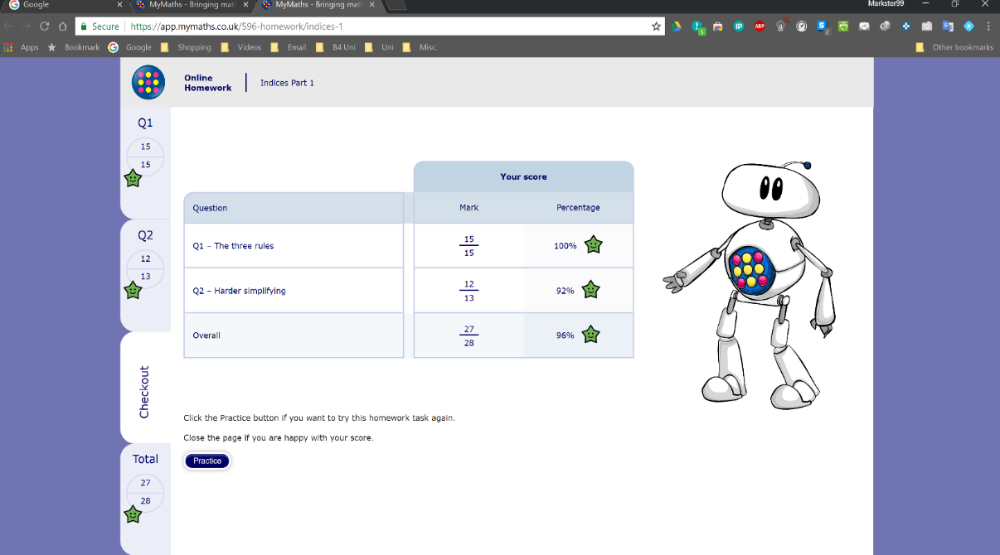 Google
MyMaths - Bringing mat
MyMaths - Bringing mat
Markster99
Secure
https://app.mymaths.co.uk/596-homework/indices-1
5
IP
ABP
2
Apps
Bookmark
Google
Shopping
Videos
Email
B4 Uni
Uni
Misc.
Other bookmarks
Online
Homework
Indices Part 1
Q1
15
15
Q2
12
13
Checkout
Total
27
28
Your score
Question
Mark
Percentage
Q1 – The three rules
15
15
100%
Q2 – Harder simplifying
12
13
92%
Overall
27
28
96%
Click the Practice button if you want to try this homework task again.
Close the page if you are happy with your score.
Practice